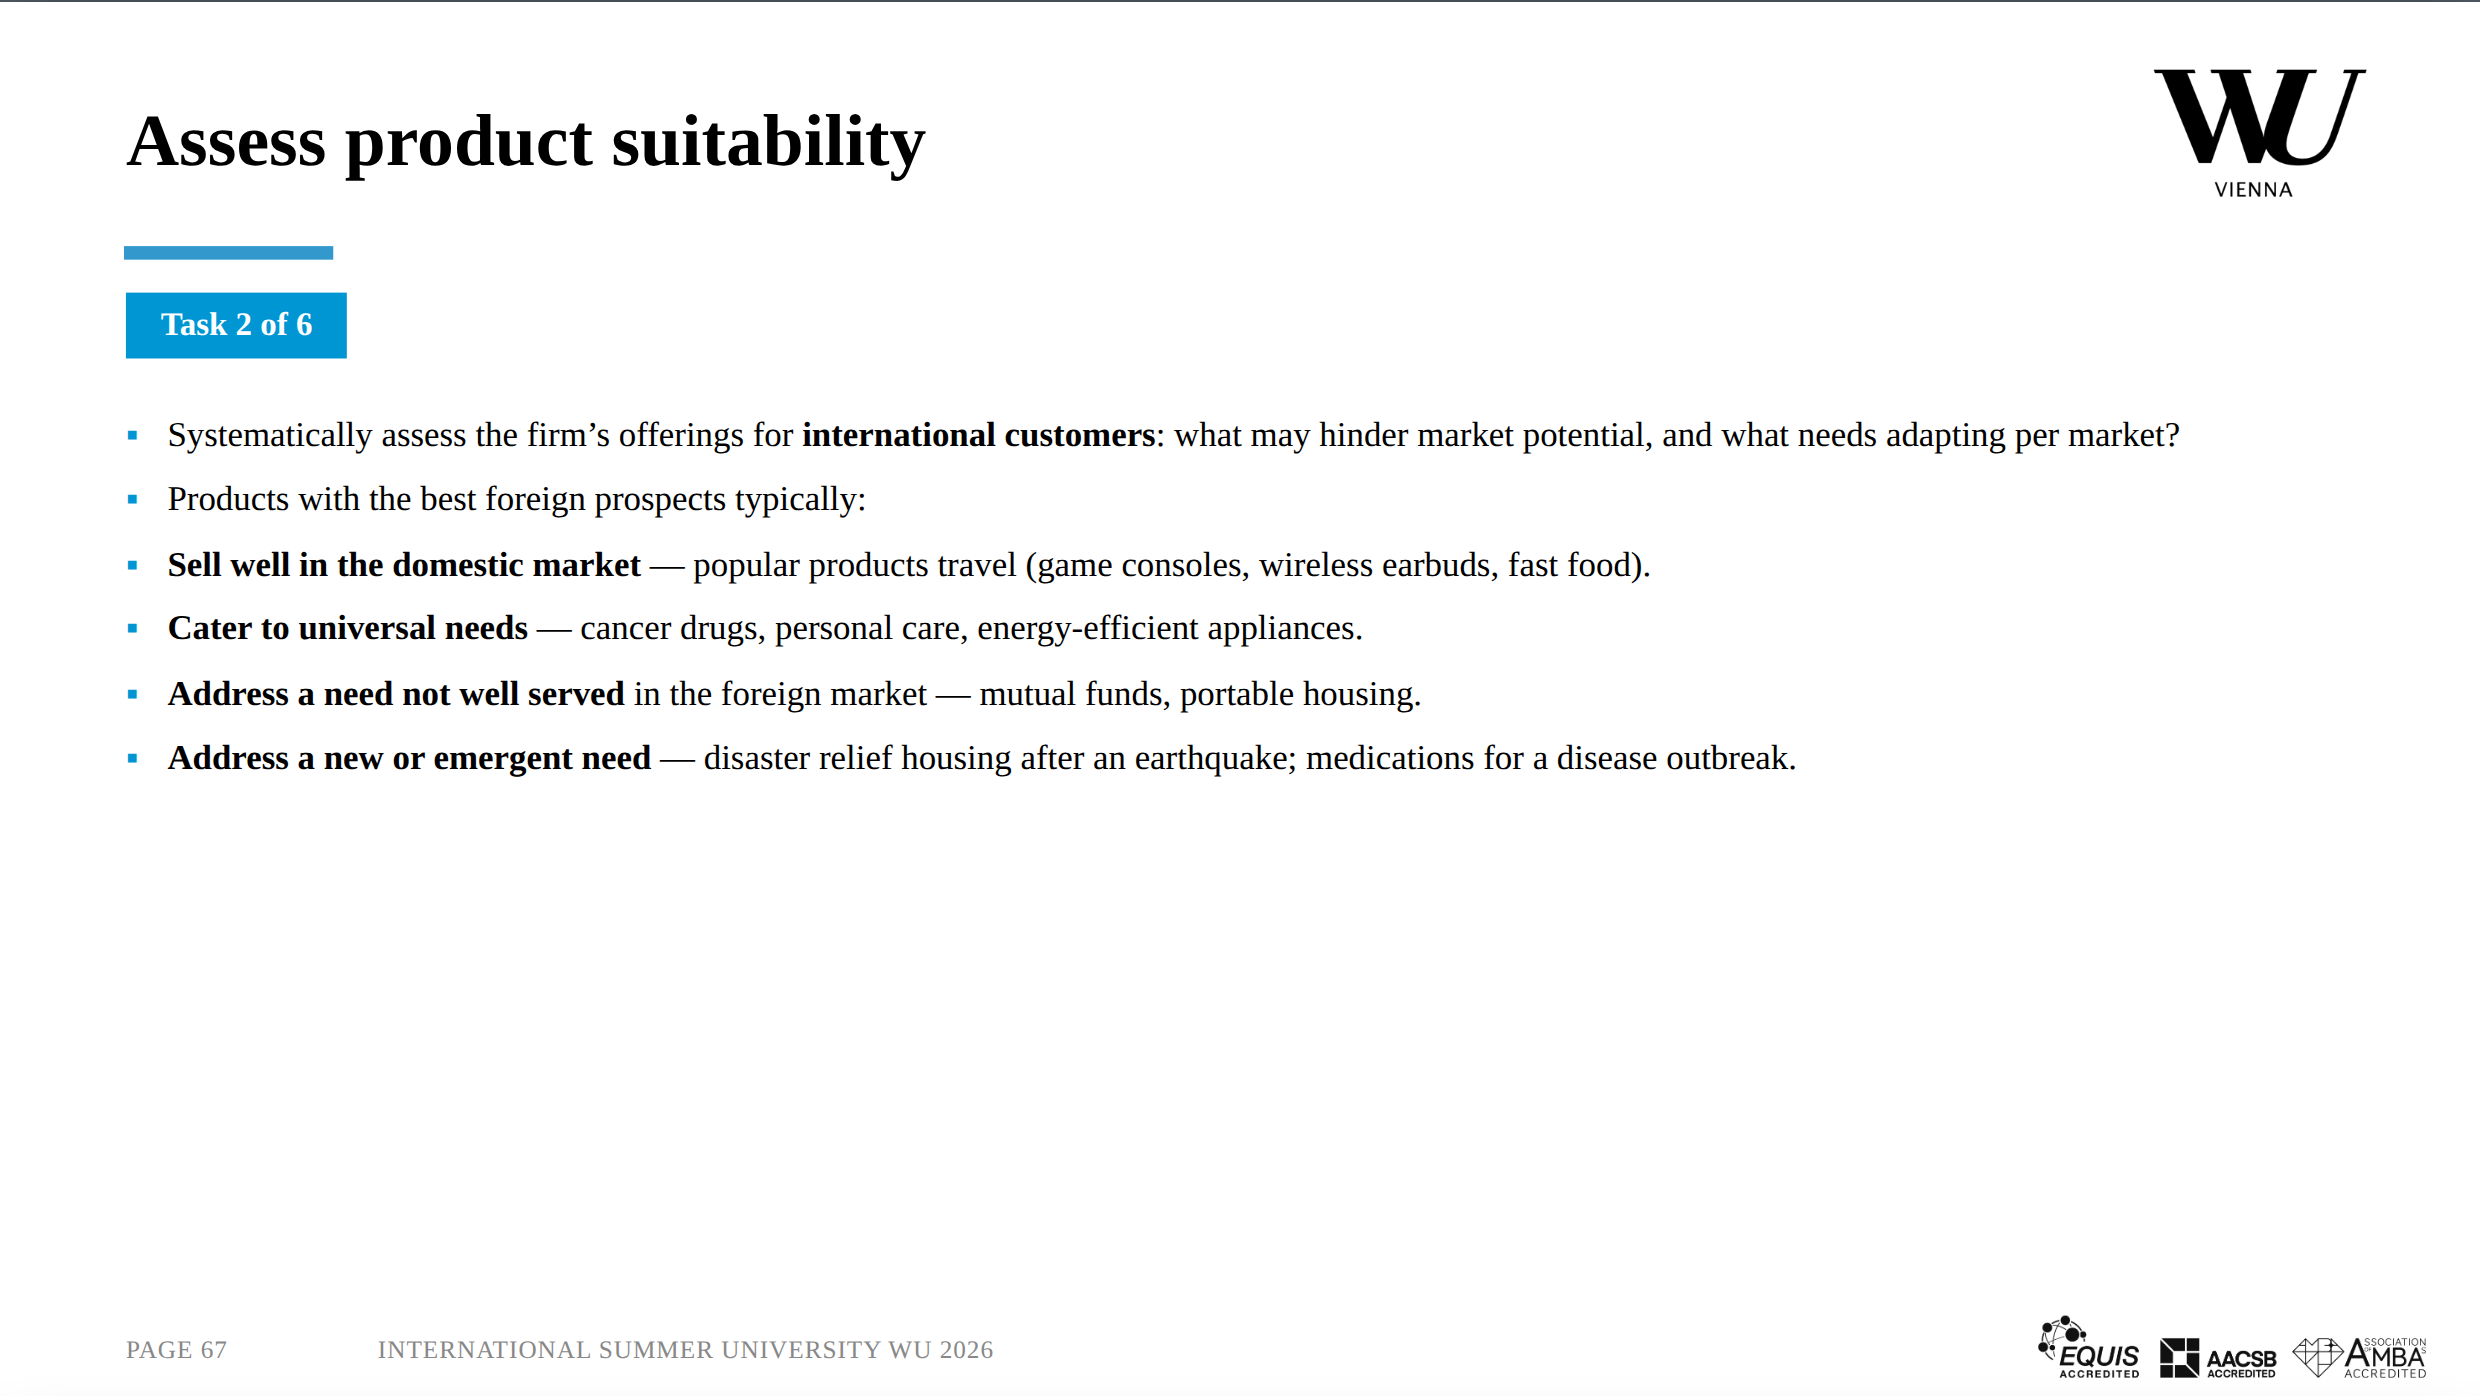 Assess product suitability
WU
VIENNA
Task 2 of 6
▪ Systematically assess the firm’s offerings for international customers: what may hinder market potential, and what needs adapting per market?
▪ Products with the best foreign prospects typically:
▪ Sell well in the domestic market — popular products travel (game consoles, wireless earbuds, fast food).
▪ Cater to universal needs — cancer drugs, personal care, energy-efficient appliances.
▪ Address a need not well served in the foreign market — mutual funds, portable housing.
▪ Address a new or emergent need — disaster relief housing after an earthquake; medications for a disease outbreak.
PAGE 67
INTERNATIONAL SUMMER UNIVERSITY WU 2026
EQUIS
ACCREDITED
AACSB
ACCREDITED
ASSOCIATION
OF
AMBAS
ACCREDITED